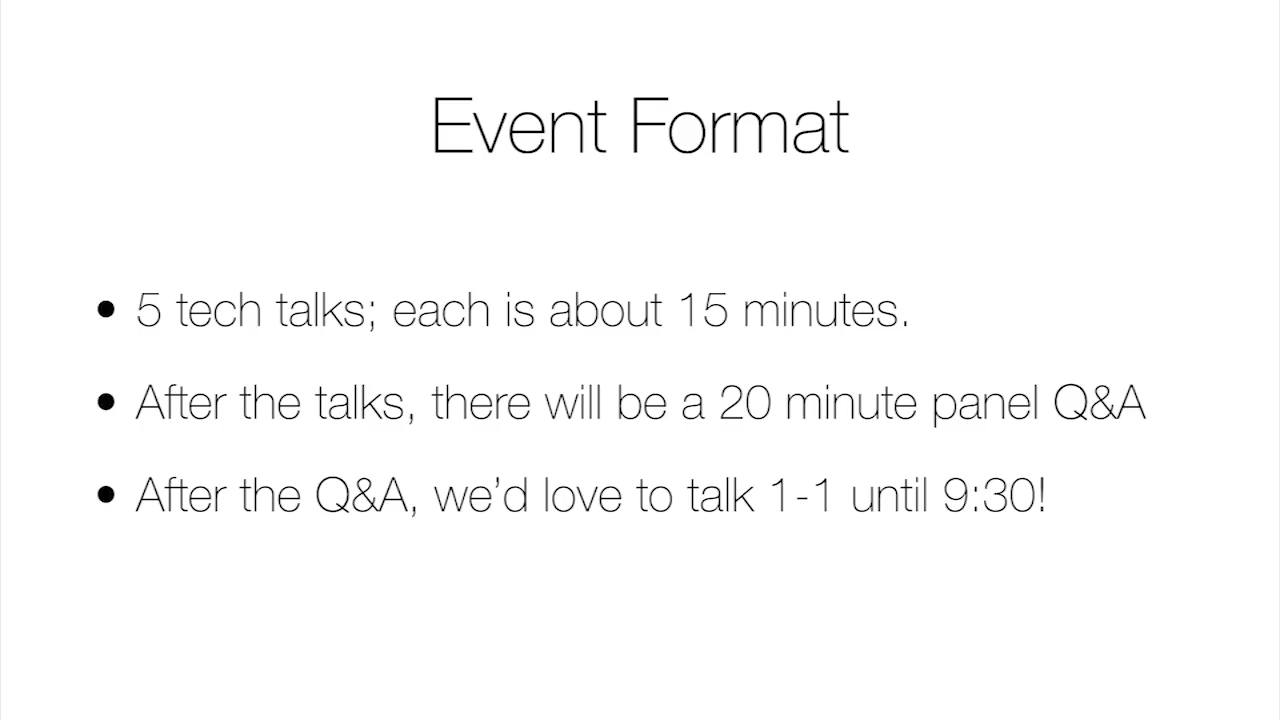 Event Format
• 5 tech talks; each is about 15 minutes.
• After the talks, there will be a 20 minute panel Q&A
• After the Q&A, we’d love to talk 1-1 until 9:30!